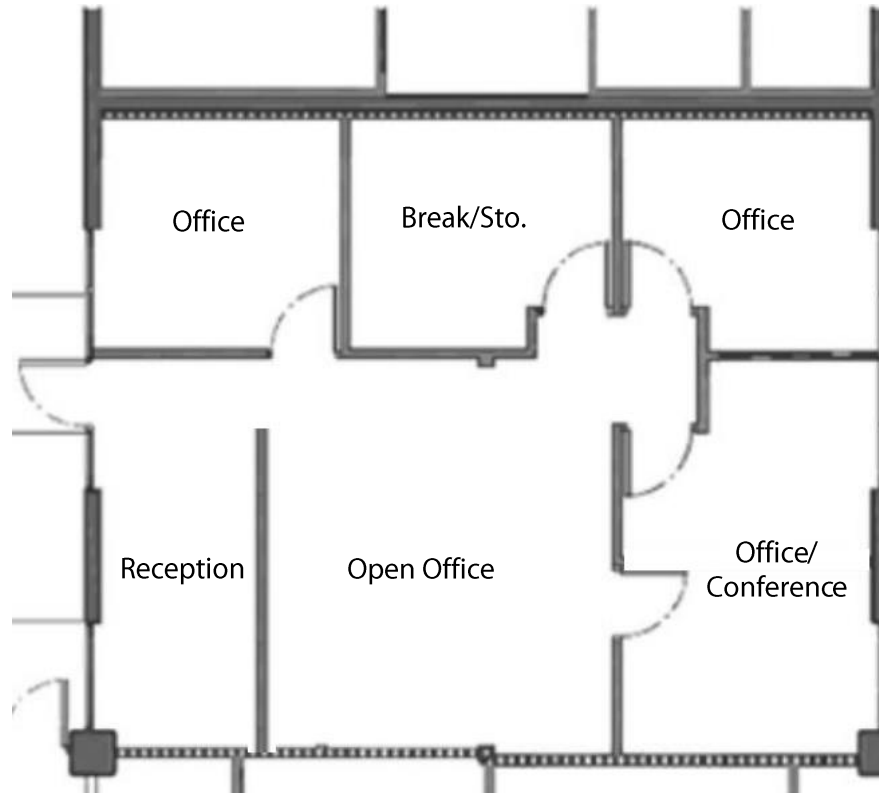 Office
Break/Sto.
Office
Reception
Open Office
Office/
Conference